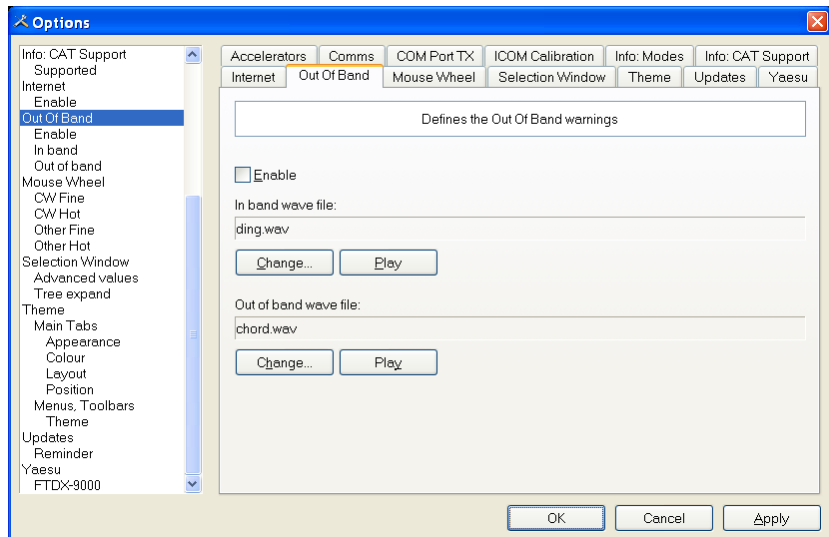 Options
Info: CAT Support
Supported
Internet
Enable
Out Of Band
Enable
In band
Out of band
Mouse Wheel
CW Fine
CW Hot
Other Fine
Other Hot
Selection Window
Advanced values
Tree expand
Theme
Main Tabs
Appearance
Colour
Layout
Position
Menus, Toolbars
Theme
Updates
Reminder
Yaesu
FTDX-9000
Accelerators Comms COM Port TX ICOM Calibration Info: Modes Info: CAT Support
Internet Out Of Band Mouse Wheel Selection Window Theme Updates Yaesu
Defines the Out Of Band warnings
Enable
In band wave file:
ding.wav
Change... Play
Out of band wave file:
chord.wav
Change... Play
OK Cancel Apply